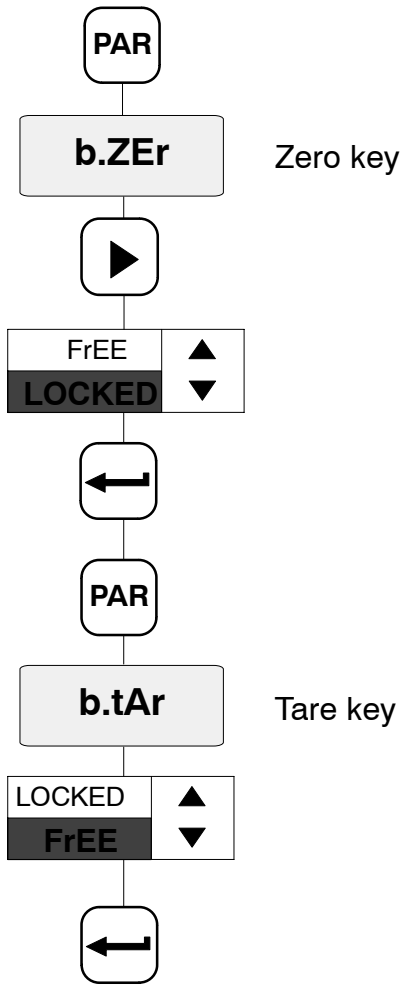 PAR
b.ZEr
Zero key
FrEE
LOCKED
PAR
b.tAr
Tare key
LOCKED
FrEE